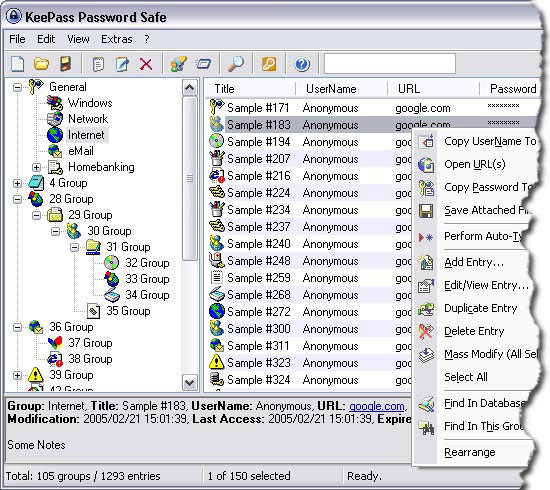 KeePass Password Safe
File Edit View Extras ?
Title UserName URL Password
General
Windows
Network
Internet
eMail
Homebanking
4 Group
28 Group
29 Group
30 Group
31 Group
32 Group
33 Group
34 Group
35 Group
36 Group
37 Group
38 Group
39 Group
42 Group
Sample #171 Anonymous google.com ********
Sample #183 Anonymous google.com ********
Sample #194 Anonymous goo
Sample #207 Anonymous goo
Sample #216 Anonymous goo
Sample #224 Anonymous goo
Sample #234 Anonymous goo
Sample #237 Anonymous goo
Sample #240 Anonymous goo
Sample #248 Anonymous goo
Sample #259 Anonymous goo
Sample #268 Anonymous goo
Sample #272 Anonymous goo
Sample #300 Anonymous goo
Sample #311 Anonymous goo
Sample #323 Anonymous goo
Sample #324 Anonymous goo
Copy UserName To
Open URL(s)
Copy Password To
Save Attached Fil
Perform Auto-Ty
Add Entry...
Edit/View Entry...
Duplicate Entry
Delete Entry
Mass Modify (All Sel
Select All
Find In Database
Find In This Grou
Rearrange
Group: Internet, Title: Sample #183, UserName: Anonymous, URL: google.com,
Modification: 2005/02/21 15:01:39, Last Access: 2005/02/21 15:01:39, Expire
Some Notes
Total: 105 groups / 1293 entries 1 of 150 selected Ready.